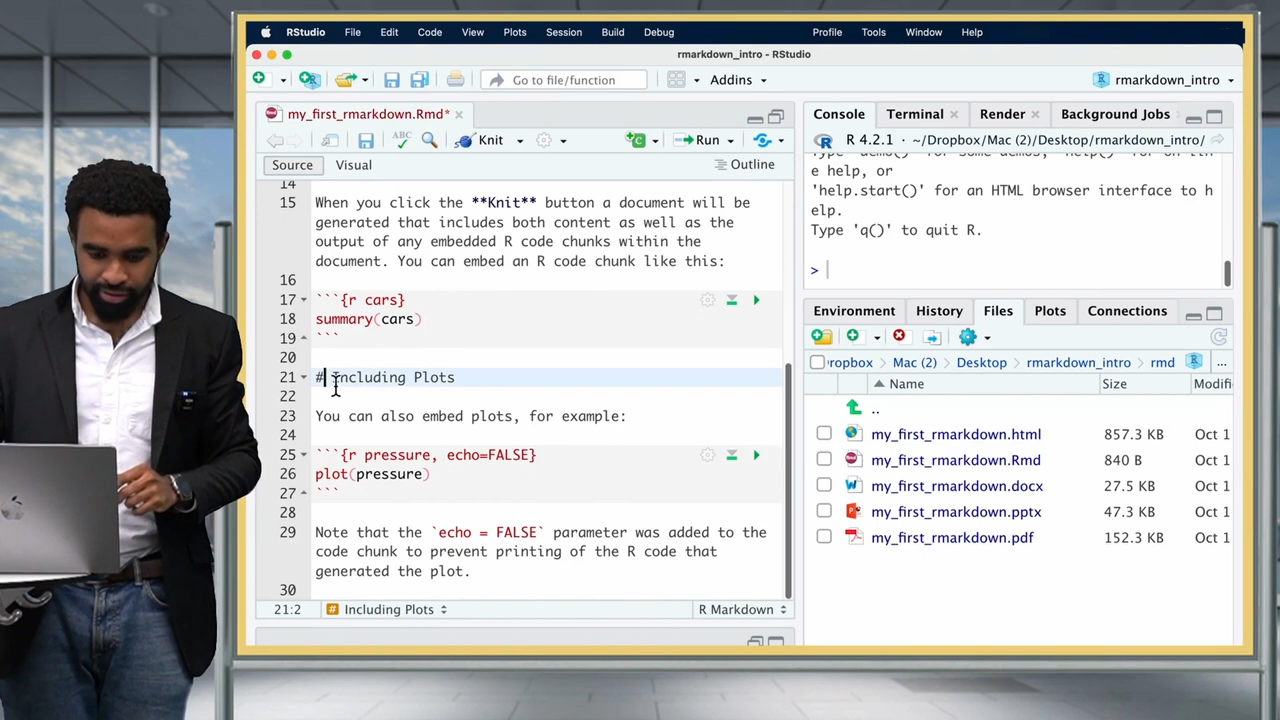 RStudio File Edit Code View Plots Session Build Debug Profile Tools Window Help
rmarkdown_intro - RStudio
Go to file/function Addins rmarkdown_intro
my_first_rmarkdown.Rmd*
ABC Knit Run
Source Visual Outline
14
15 When you click the **Knit** button a document will be
generated that includes both content as well as the
output of any embedded R code chunks within the
document. You can embed an R code chunk like this:
16
17 ```{r cars}
18 summary(cars)
19 ```
20
21 # Including Plots
22
23 You can also embed plots, for example:
24
25 ```{r pressure, echo=FALSE}
26 plot(pressure)
27 ```
28
29 Note that the `echo = FALSE` parameter was added to the
code chunk to prevent printing of the R code that
generated the plot.
30
21:2 # Including Plots R Markdown
Console Terminal Render Background Jobs
R 4.2.1 · ~/Dropbox/Mac (2)/Desktop/rmarkdown_intro/
Type 'demo()' for some demos, 'help()' for on-lin
e help, or
'help.start()' for an HTML browser interface to h
elp.
Type 'q()' to quit R.
>
Environment History Files Plots Connections
ropbox Mac (2) Desktop rmarkdown_intro rmd ...
Name Size Modifi
..
my_first_rmarkdown.html 857.3 KB Oct 1
my_first_rmarkdown.Rmd 840 B Oct 1
my_first_rmarkdown.docx 27.5 KB Oct 1
my_first_rmarkdown.pptx 47.3 KB Oct 1
my_first_rmarkdown.pdf 152.3 KB Oct 1